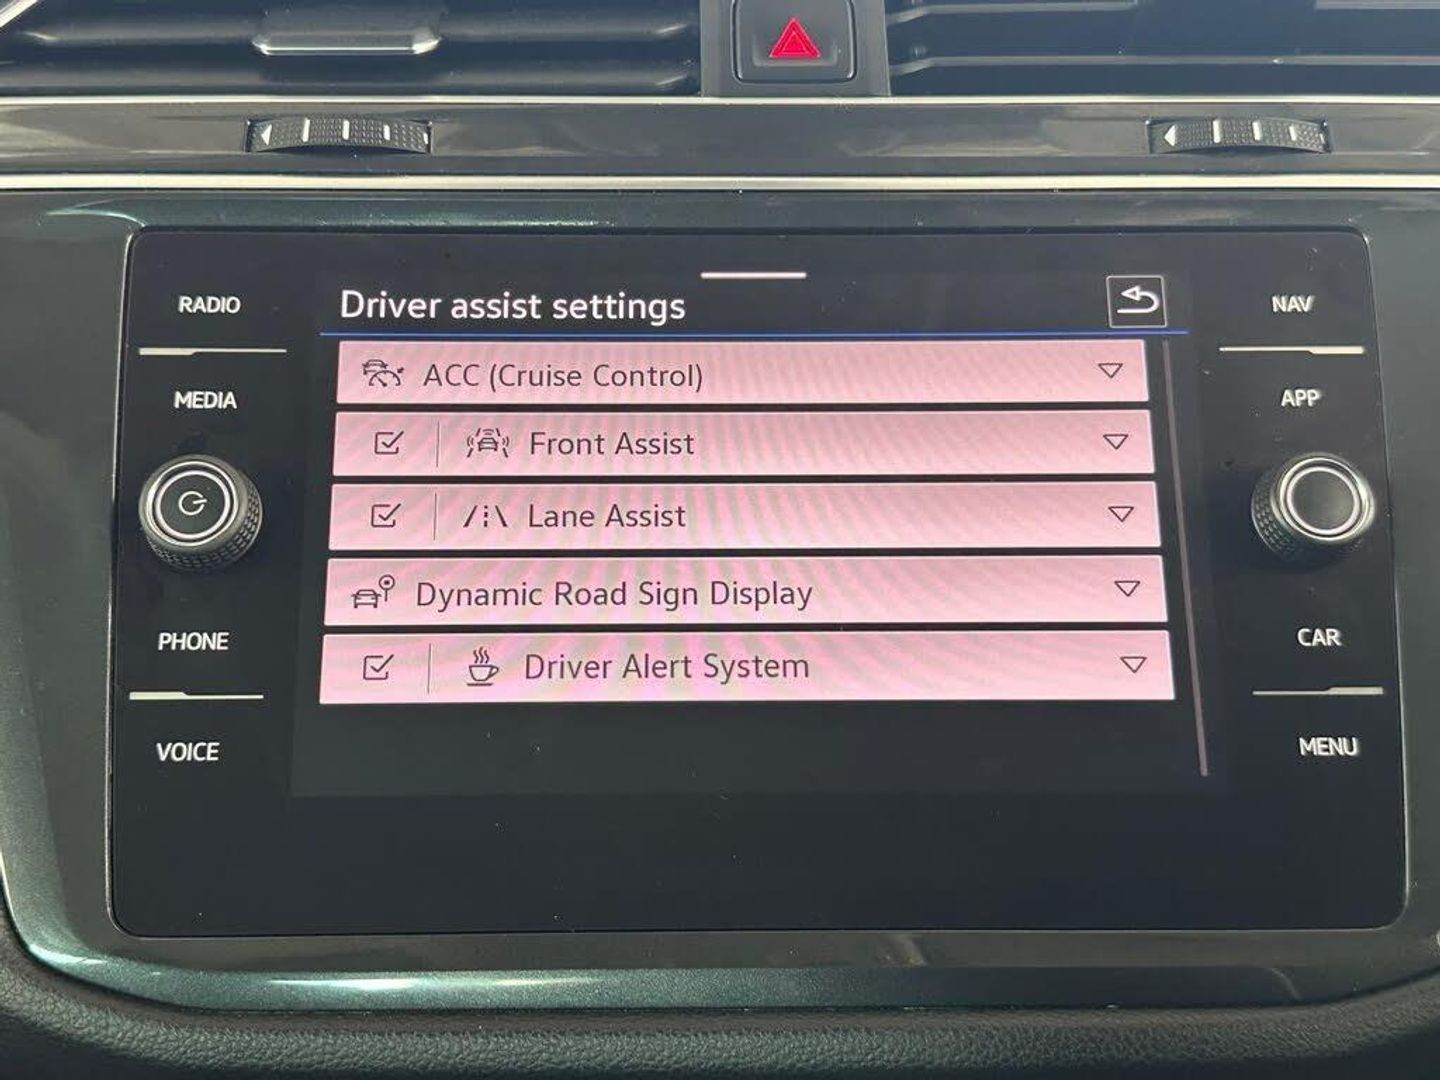 RADIO
MEDIA
PHONE
VOICE
Driver assist settings
ACC (Cruise Control)
Front Assist
Lane Assist
Dynamic Road Sign Display
Driver Alert System
NAV
APP
CAR
MENU